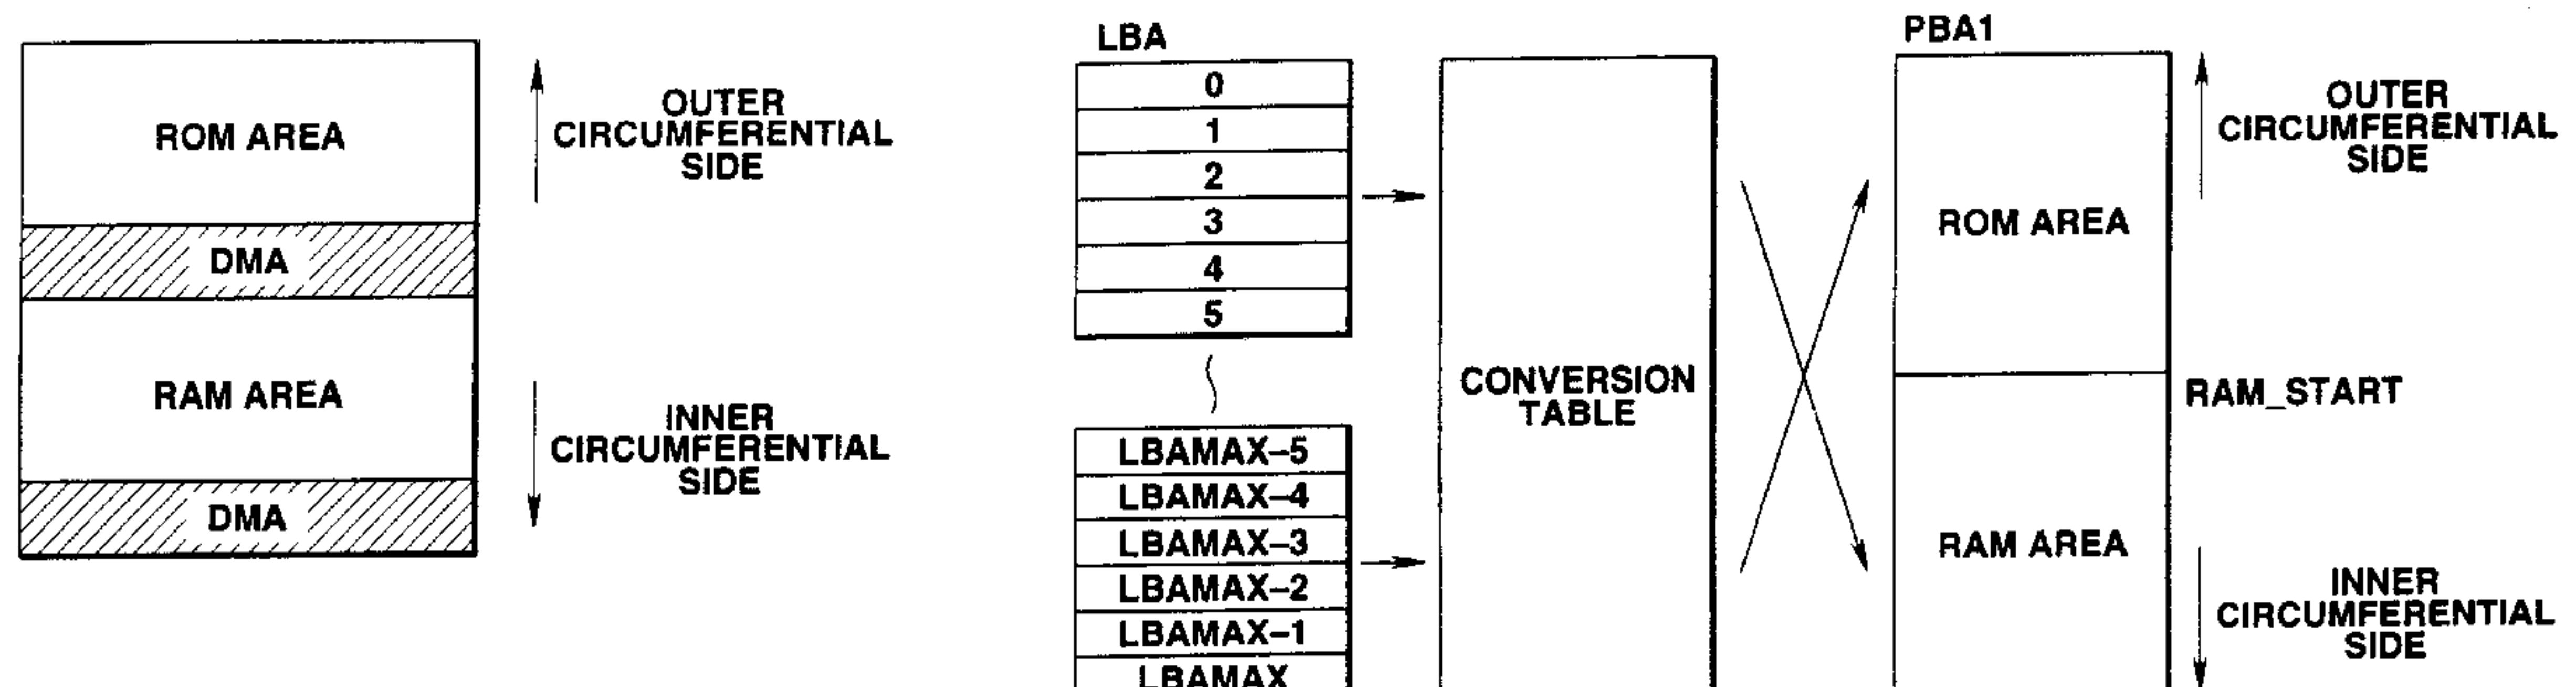 ROM AREA
DMA
RAM AREA
DMA
OUTER
CIRCUMFERENTIAL
SIDE
INNER
CIRCUMFERENTIAL
SIDE
LBA
0
1
2
3
4
5
LBAMAX–5
LBAMAX–4
LBAMAX–3
LBAMAX–2
LBAMAX–1
LBAMAX
CONVERSION
TABLE
PBA1
ROM AREA
RAM AREA
OUTER
CIRCUMFERENTIAL
SIDE
RAM_START
INNER
CIRCUMFERENTIAL
SIDE